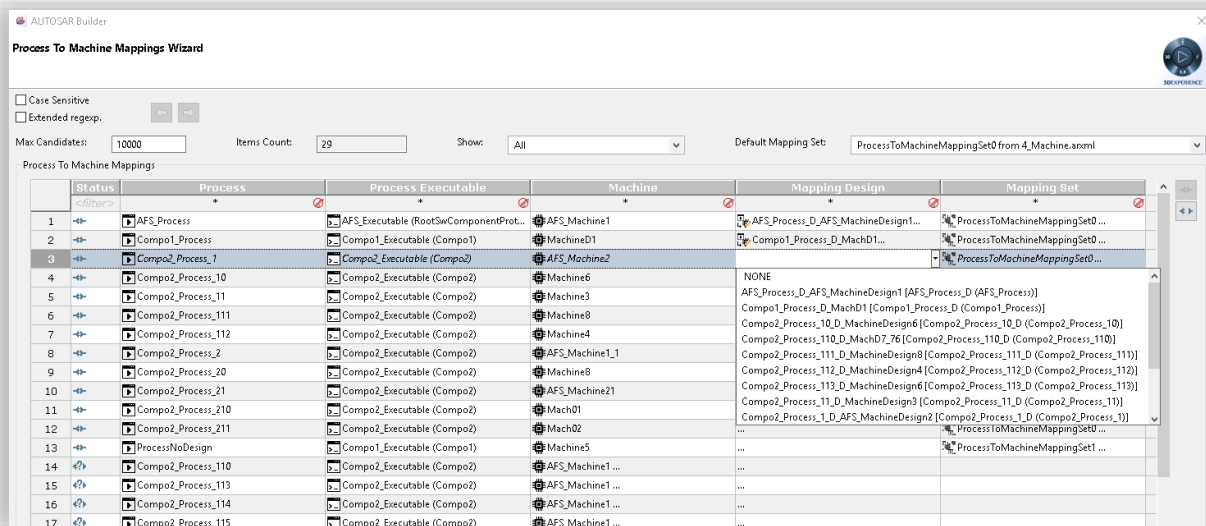 AUTOSAR Builder
Process To Machine Mappings Wizard
3DEXPERIENCE
Case Sensitive
Extended regexp.
Max Candidates: 10000 Items Count: 29 Show: All Default Mapping Set: ProcessToMachineMappingSet0 from 4_Machine.arxml
Process To Machine Mappings
Status Process Process Executable Machine Mapping Design Mapping Set
<filter> * * * * *
1 AFS_Process AFS_Executable (RootSwComponentProt... AFS_Machine1 AFS_Process_D_AFS_MachineDesign1... ProcessToMachineMappingSet0 ...
2 Compo1_Process Compo1_Executable (Compo1) MachineD1 Compo1_Process_D_MachD1... ProcessToMachineMappingSet0 ...
3 Compo2_Process_1 Compo2_Executable (Compo2) AFS_Machine2 ProcessToMachineMappingSet0...
4 Compo2_Process_10 Compo2_Executable (Compo2) Machine6 NONE
5 Compo2_Process_11 Compo2_Executable (Compo2) Machine3 AFS_Process_D_AFS_MachineDesign1 [AFS_Process_D (AFS_Process)]
Compo1_Process_D_MachD1 [Compo1_Process_D (Compo1_Process)]
6 Compo2_Process_111 Compo2_Executable (Compo2) Machine8 Compo2_Process_10_D_MachineDesign6 [Compo2_Process_10_D (Compo2_Process_10)]
7 Compo2_Process_112 Compo2_Executable (Compo2) Machine4 Compo2_Process_110_D_MachD7_76 [Compo2_Process_110_D (Compo2_Process_110)]
8 Compo2_Process_2 Compo2_Executable (Compo2) AFS_Machine1_1 Compo2_Process_111_D_MachineDesign8 [Compo2_Process_111_D (Compo2_Process_111)]
9 Compo2_Process_20 Compo2_Executable (Compo2) Machine8 Compo2_Process_112_D_MachineDesign4 [Compo2_Process_112_D (Compo2_Process_112)]
10 Compo2_Process_21 Compo2_Executable (Compo2) AFS_Machine21 Compo2_Process_113_D_MachineDesign6 [Compo2_Process_113_D (Compo2_Process_113)]
11 Compo2_Process_210 Compo2_Executable (Compo2) Mach01 Compo2_Process_11_D_MachineDesign3 [Compo2_Process_11_D (Compo2_Process_11)]
Compo2_Process_1_D_AFS_MachineDesign2 [Compo2_Process_1_D (Compo2_Process_1)]
12 Compo2_Process_211 Compo2_Executable (Compo2) Mach02 ... ProcessToMachineMappingSet0 ...
13 ProcessNoDesign Compo1_Executable (Compo2) Machine5 ... ProcessToMachineMappingSet1 ...
14 Compo2_Process_110 Compo2_Executable (Compo2) AFS_Machine1 ... ...
15 Compo2_Process_113 Compo2_Executable (Compo2) AFS_Machine1 ... ...
16 Compo2_Process_114 Compo2_Executable (Compo2) AFS_Machine1 ... ...
17 Compo2_Process_115 Compo2_Executable (Compo2) AFS_Machine1 ... ...